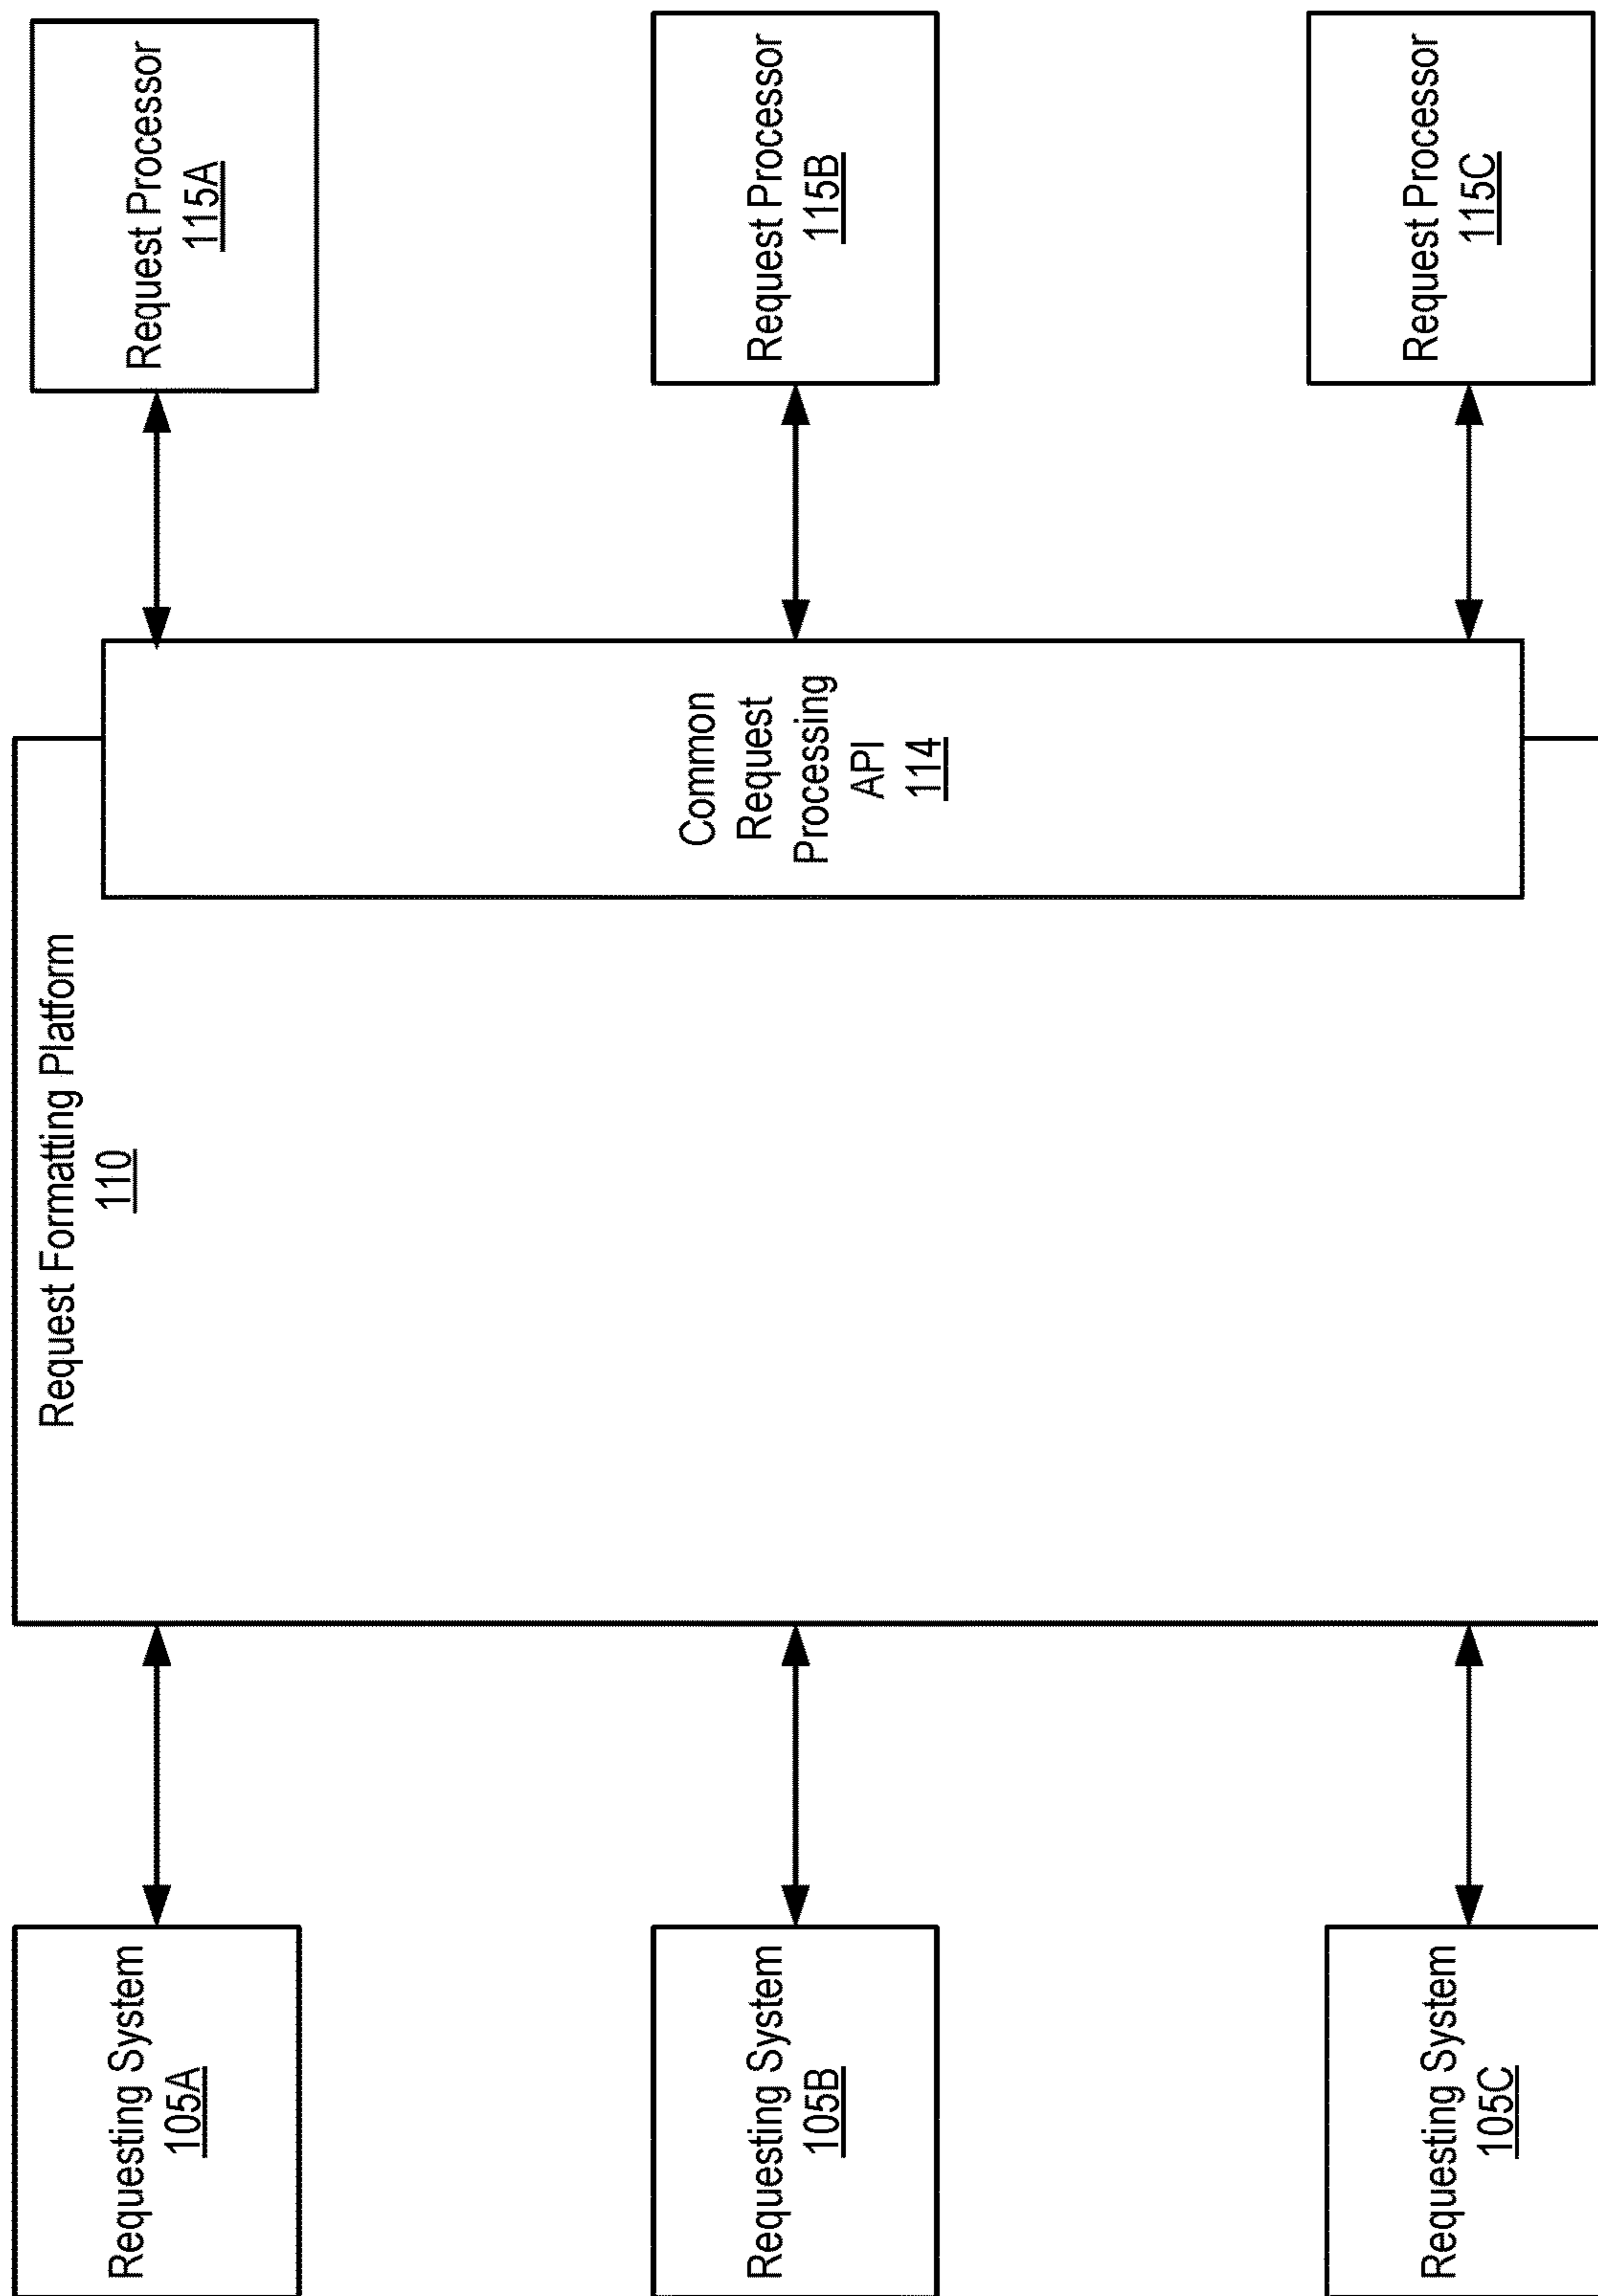 Requesting System
105A
Requesting System
105B
Requesting System
105C
Request Formatting Platform
110
Common
Request
Processing
API
114
Request Processor
115A
Request Processor
115B
Request Processor
115C